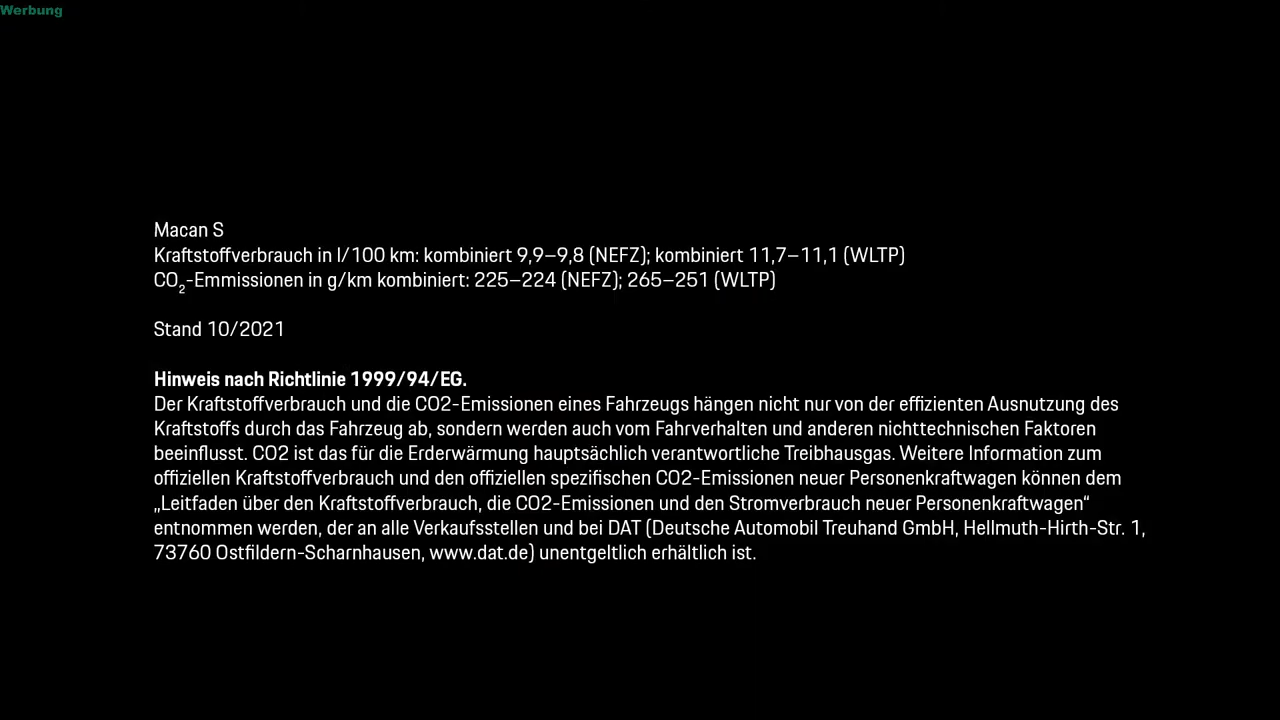 Werbung
Macan S
Kraftstoffverbrauch in l/100 km: kombiniert 9,9–9,8 (NEFZ); kombiniert 11,7–11,1 (WLTP)
CO₂-Emmissionen in g/km kombiniert: 225–224 (NEFZ); 265–251 (WLTP)
Stand 10/2021
Hinweis nach Richtlinie 1999/94/EG.
Der Kraftstoffverbrauch und die CO2-Emissionen eines Fahrzeugs hängen nicht nur von der effizienten Ausnutzung des
Kraftstoffs durch das Fahrzeug ab, sondern werden auch vom Fahrverhalten und anderen nichttechnischen Faktoren
beeinflusst. CO2 ist das für die Erderwärmung hauptsächlich verantwortliche Treibhausgas. Weitere Information zum
offiziellen Kraftstoffverbrauch und den offiziellen spezifischen CO2-Emissionen neuer Personenkraftwagen können dem
„Leitfaden über den Kraftstoffverbrauch, die CO2-Emissionen und den Stromverbrauch neuer Personenkraftwagen“
entnommen werden, der an alle Verkaufsstellen und bei DAT (Deutsche Automobil Treuhand GmbH, Hellmuth-Hirth-Str. 1,
73760 Ostfildern-Scharnhausen, www.dat.de) unentgeltlich erhältlich ist.